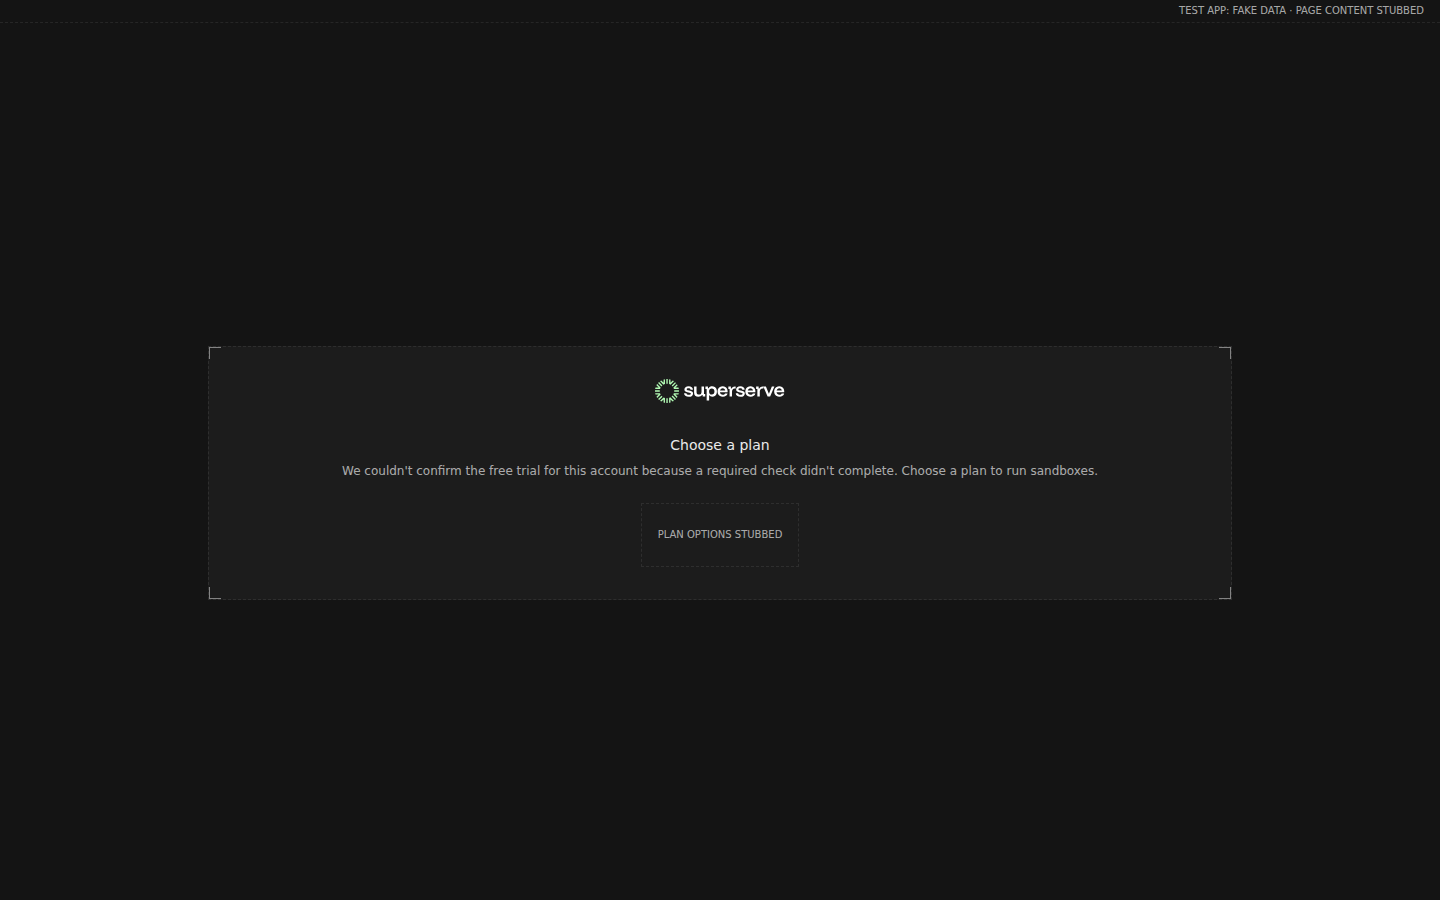 TEST APP: FAKE DATA · PAGE CONTENT STUBBED
superserve
Choose a plan
We couldn't confirm the free trial for this account because a required check didn't complete. Choose a plan to run sandboxes.
PLAN OPTIONS STUBBED